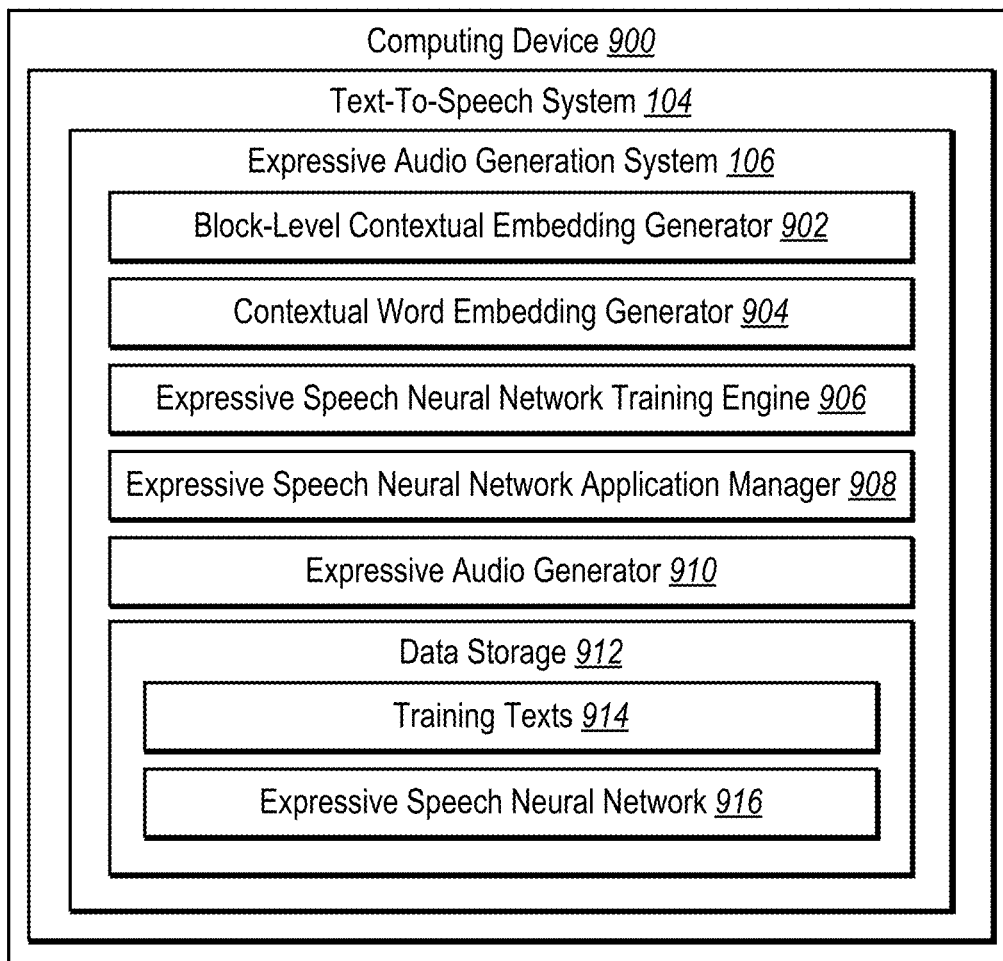 Computing Device 900
Text-To-Speech System 104
Expressive Audio Generation System 106
Block-Level Contextual Embedding Generator 902
Contextual Word Embedding Generator 904
Expressive Speech Neural Network Training Engine 906
Expressive Speech Neural Network Application Manager 908
Expressive Audio Generator 910
Data Storage 912
Training Texts 914
Expressive Speech Neural Network 916